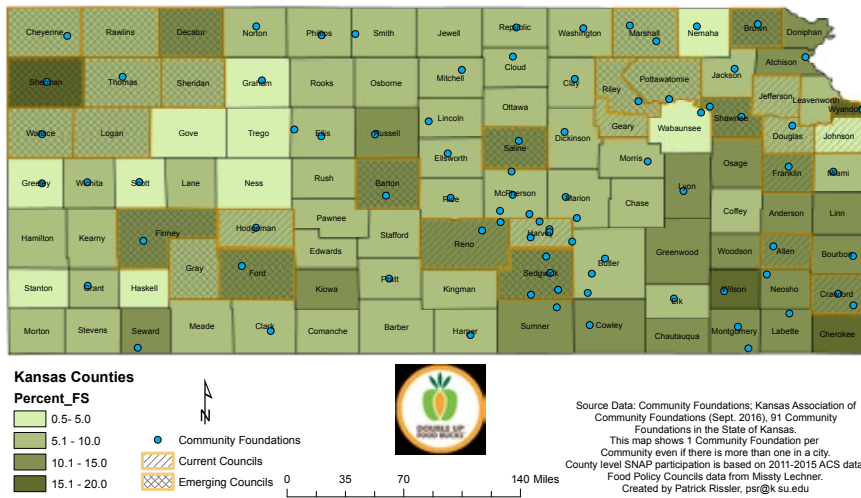 Cheyenne Rawlins Decatur Norton Phillips Smith Jewell Republic Washington Marshall Nemaha Brown Doniphan
Sherman Thomas Sheridan Graham Rooks Osborne Mitchell Cloud Clay Riley Pottawatomie Jackson Atchison
Jefferson Leavenworth Wyandotte
Wallace Logan Gove Trego Ellis Russell Lincoln Ottawa Saline Dickinson Geary Wabaunsee Shawnee Douglas Johnson
Greeley Wichita Scott Lane Ness Rush Barton Ellsworth Rice McPherson Marion Morris Chase Lyon Osage Franklin Miami
Hamilton Kearny Finney Hodgeman Pawnee Stafford Reno Harvey Coffey Anderson Linn
Gray Ford Edwards Sedgwick Butler Greenwood Woodson Allen Bourbon
Stanton Grant Haskell Kiowa Pratt Kingman Elk Wilson Neosho Crawford
Morton Stevens Seward Meade Clark Comanche Barber Harper Sumner Cowley Chautauqua Montgomery Labette Cherokee
Kansas Counties
Percent_FS
0.5- 5.0
5.1 - 10.0
10.1 - 15.0
15.1 - 20.0
N
Community Foundations
Current Councils
Emerging Councils
0 35 70 140 Miles
DOUBLE UP
FOOD BUCKS
Source Data: Community Foundations; Kansas Association of
Community Foundations (Sept. 2016), 91 Community
Foundations in the State of Kansas.
This map shows 1 Community Foundation per
Community even if there is more than one in a city.
County level SNAP participation is based on 2011-2015 ACS data
Food Policy Councils data from Missty Lechner.
Created by Patrick Rissler, psr@k su.edu